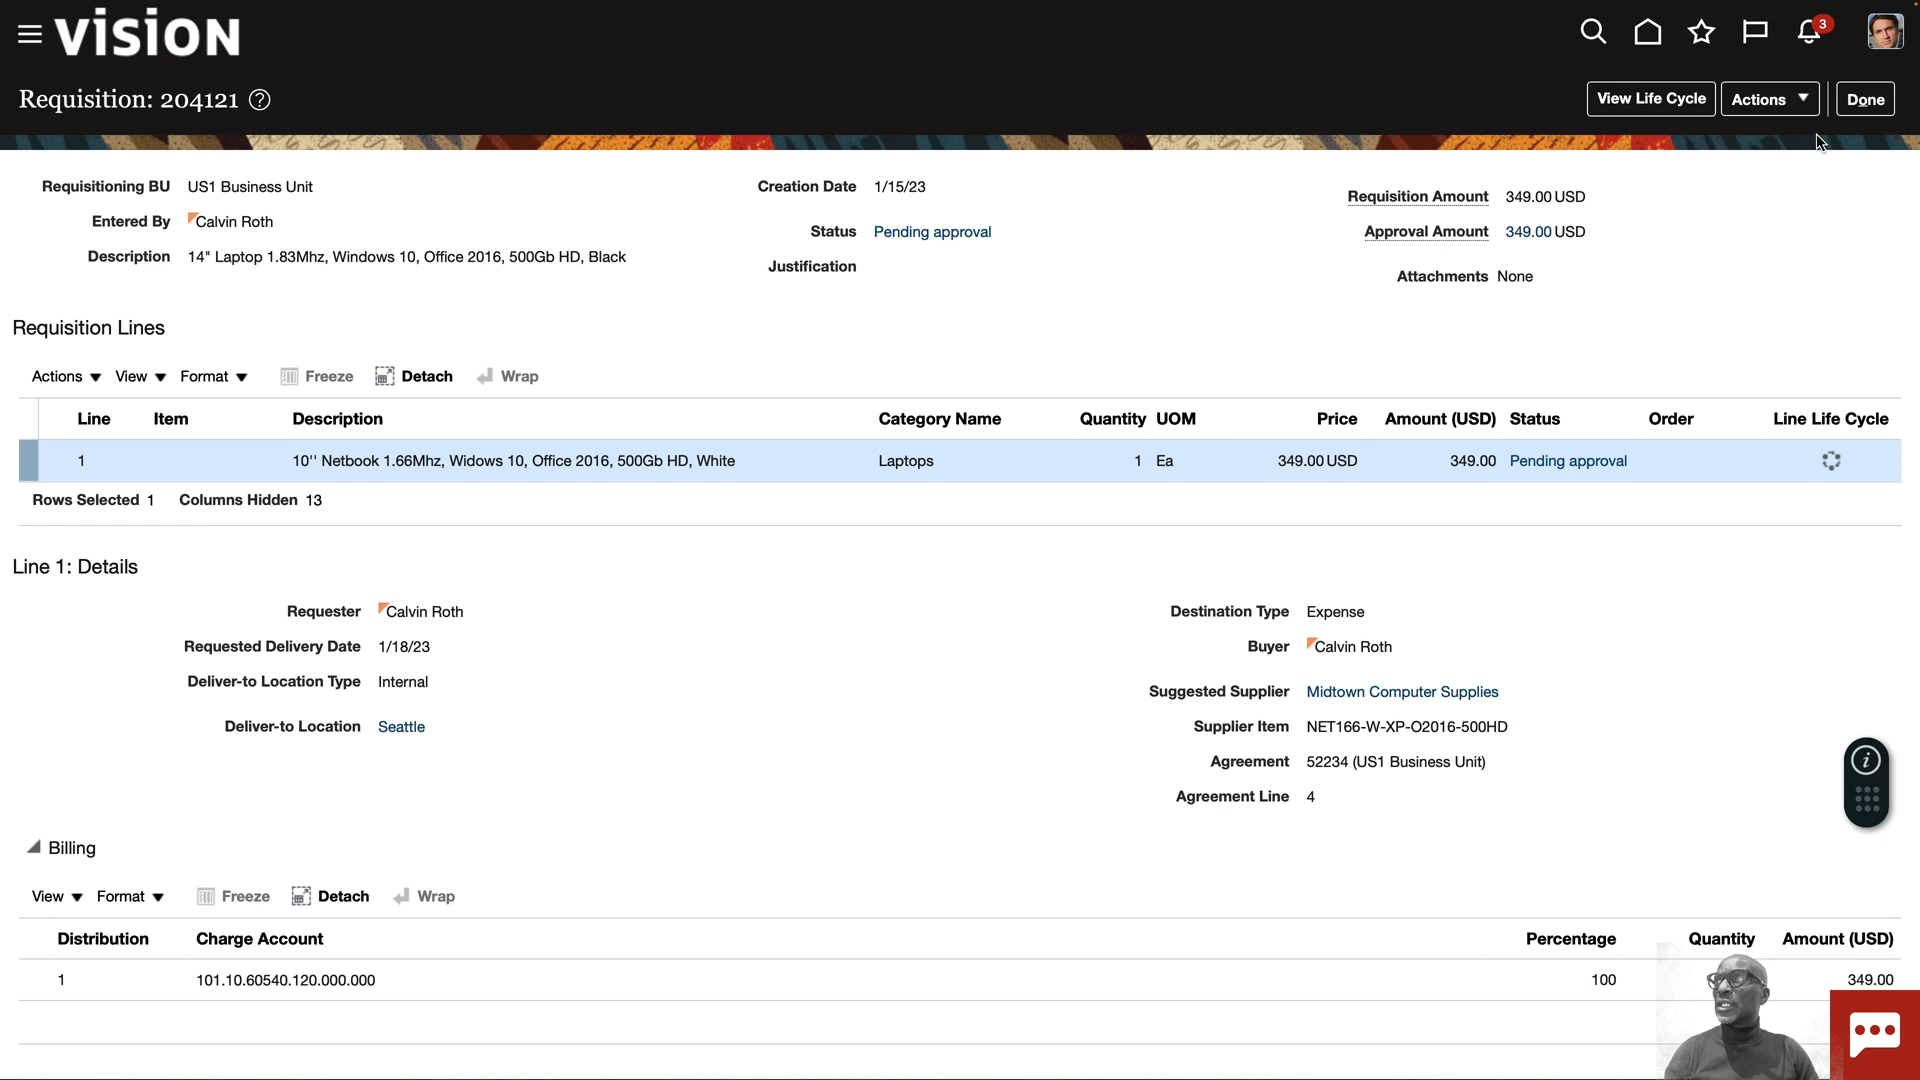 vision
3
Requisition: 204121 ?
View Life Cycle Actions Done
Requisitioning BU US1 Business Unit
Entered By Calvin Roth
Description 14" Laptop 1.83Mhz, Windows 10, Office 2016, 500Gb HD, Black
Creation Date 1/15/23
Status Pending approval
Justification
Requisition Amount 349.00 USD
Approval Amount 349.00 USD
Attachments None
Requisition Lines
Actions View Format Freeze Detach Wrap
Line Item Description Category Name Quantity UOM Price Amount (USD) Status Order Line Life Cycle
1 10'' Netbook 1.66Mhz, Widows 10, Office 2016, 500Gb HD, White Laptops 1 Ea 349.00 USD 349.00 Pending approval
Rows Selected 1 Columns Hidden 13
Line 1: Details
Requester Calvin Roth
Requested Delivery Date 1/18/23
Deliver-to Location Type Internal
Deliver-to Location Seattle
Destination Type Expense
Buyer Calvin Roth
Suggested Supplier Midtown Computer Supplies
Supplier Item NET166-W-XP-O2016-500HD
Agreement 52234 (US1 Business Unit)
Agreement Line 4
i
Billing
View Format Freeze Detach Wrap
Distribution Charge Account Percentage Quantity Amount (USD)
1 101.10.60540.120.000.000 100 349.00